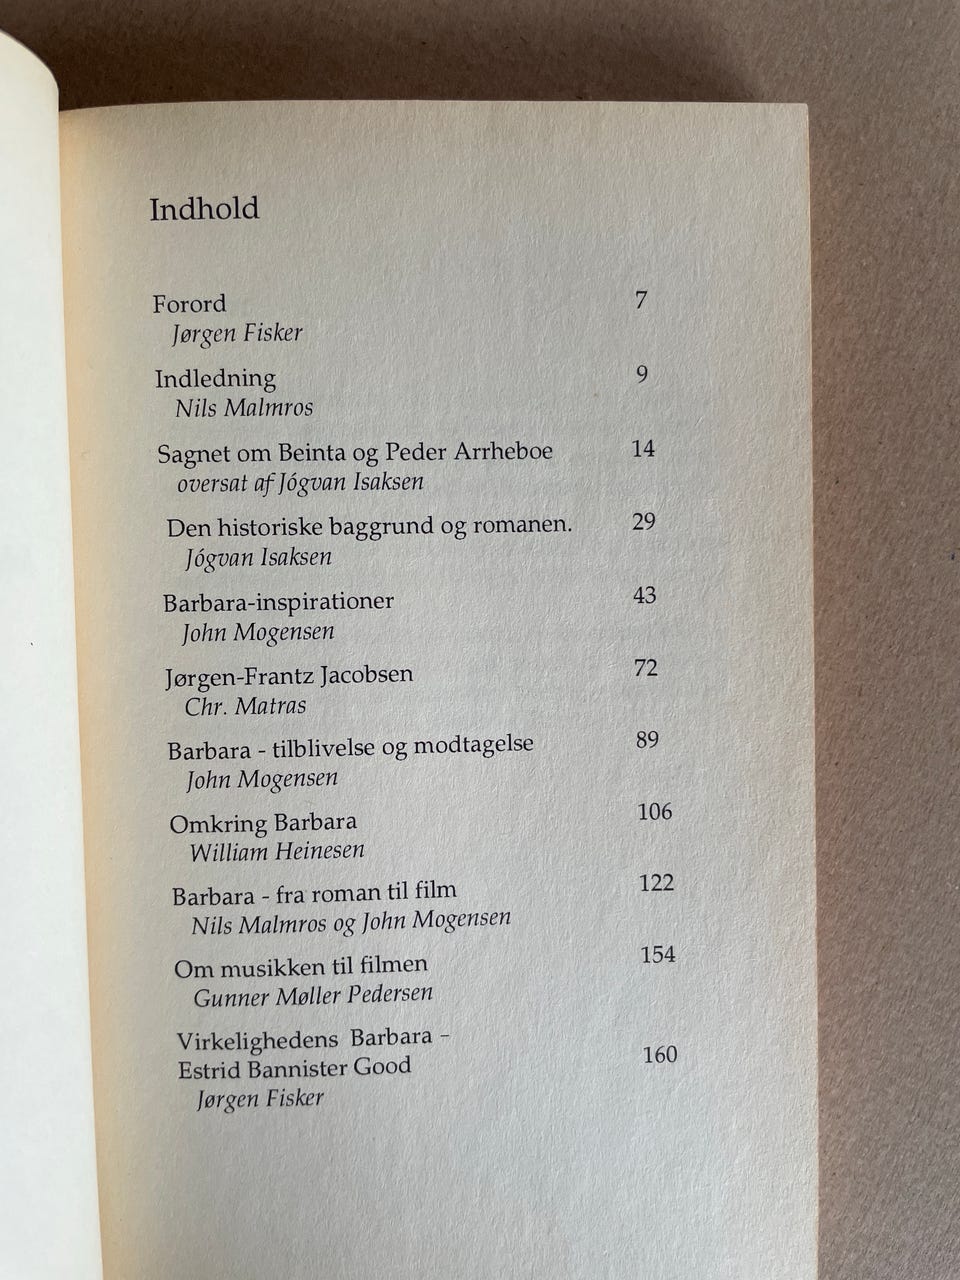 Indhold
Forord 7
Jørgen Fisker
Indledning 9
Nils Malmros
Sagnet om Beinta og Peder Arrheboe 14
oversat af Jógvan Isaksen
Den historiske baggrund og romanen. 29
Jógvan Isaksen
Barbara-inspirationer 43
John Mogensen
Jørgen-Frantz Jacobsen 72
Chr. Matras
Barbara - tilblivelse og modtagelse 89
John Mogensen
Omkring Barbara 106
William Heinesen
Barbara - fra roman til film 122
Nils Malmros og John Mogensen
Om musikken til filmen 154
Gunner Møller Pedersen
Virkelighedens Barbara –
Estrid Bannister Good 160
Jørgen Fisker